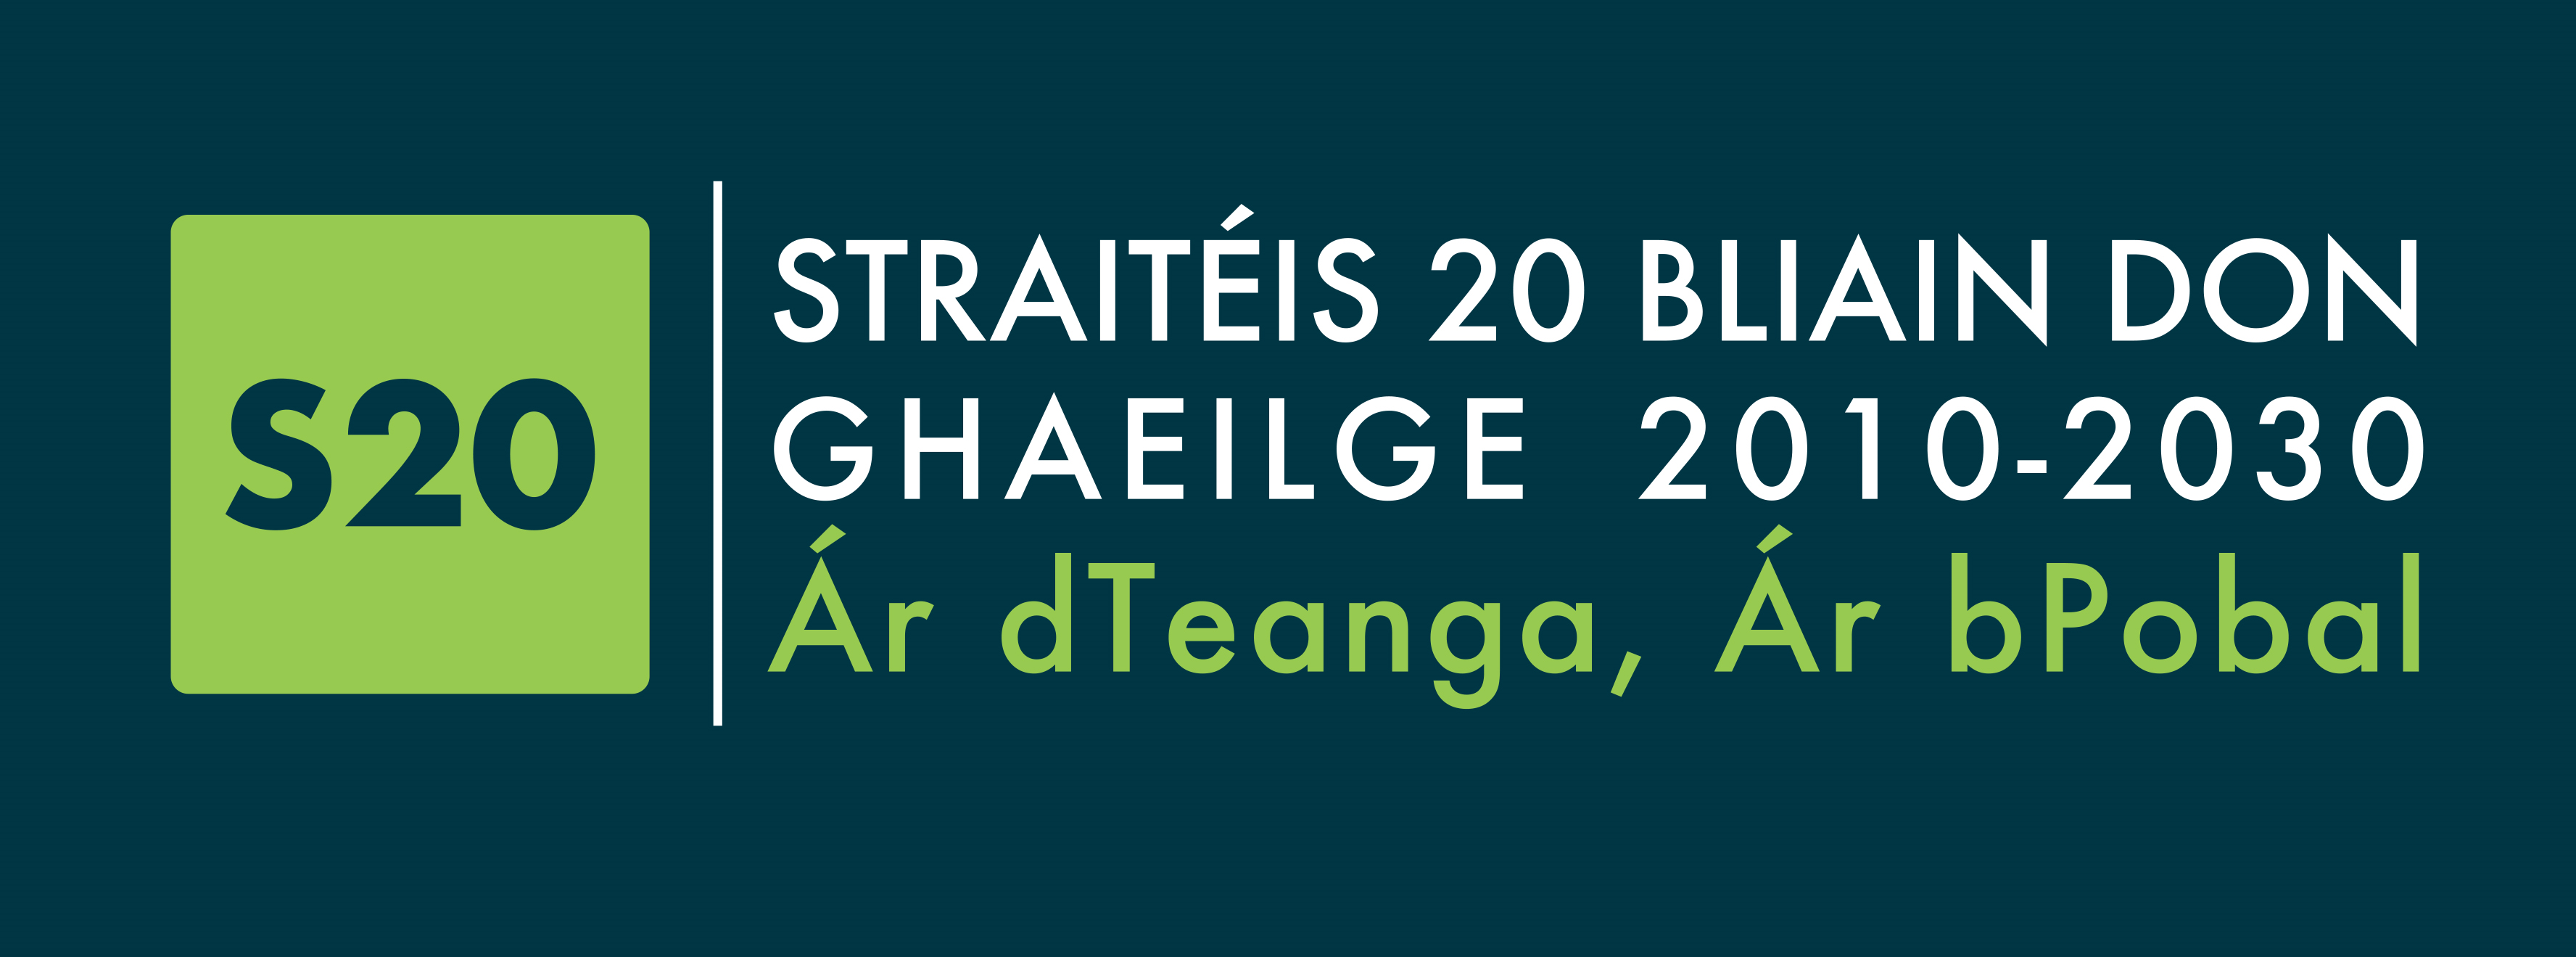 S20
STRAITÉIS 20 BLIAIN DON
GHAEILGE 2010-2030
Ár dTeanga, Ár bPobal